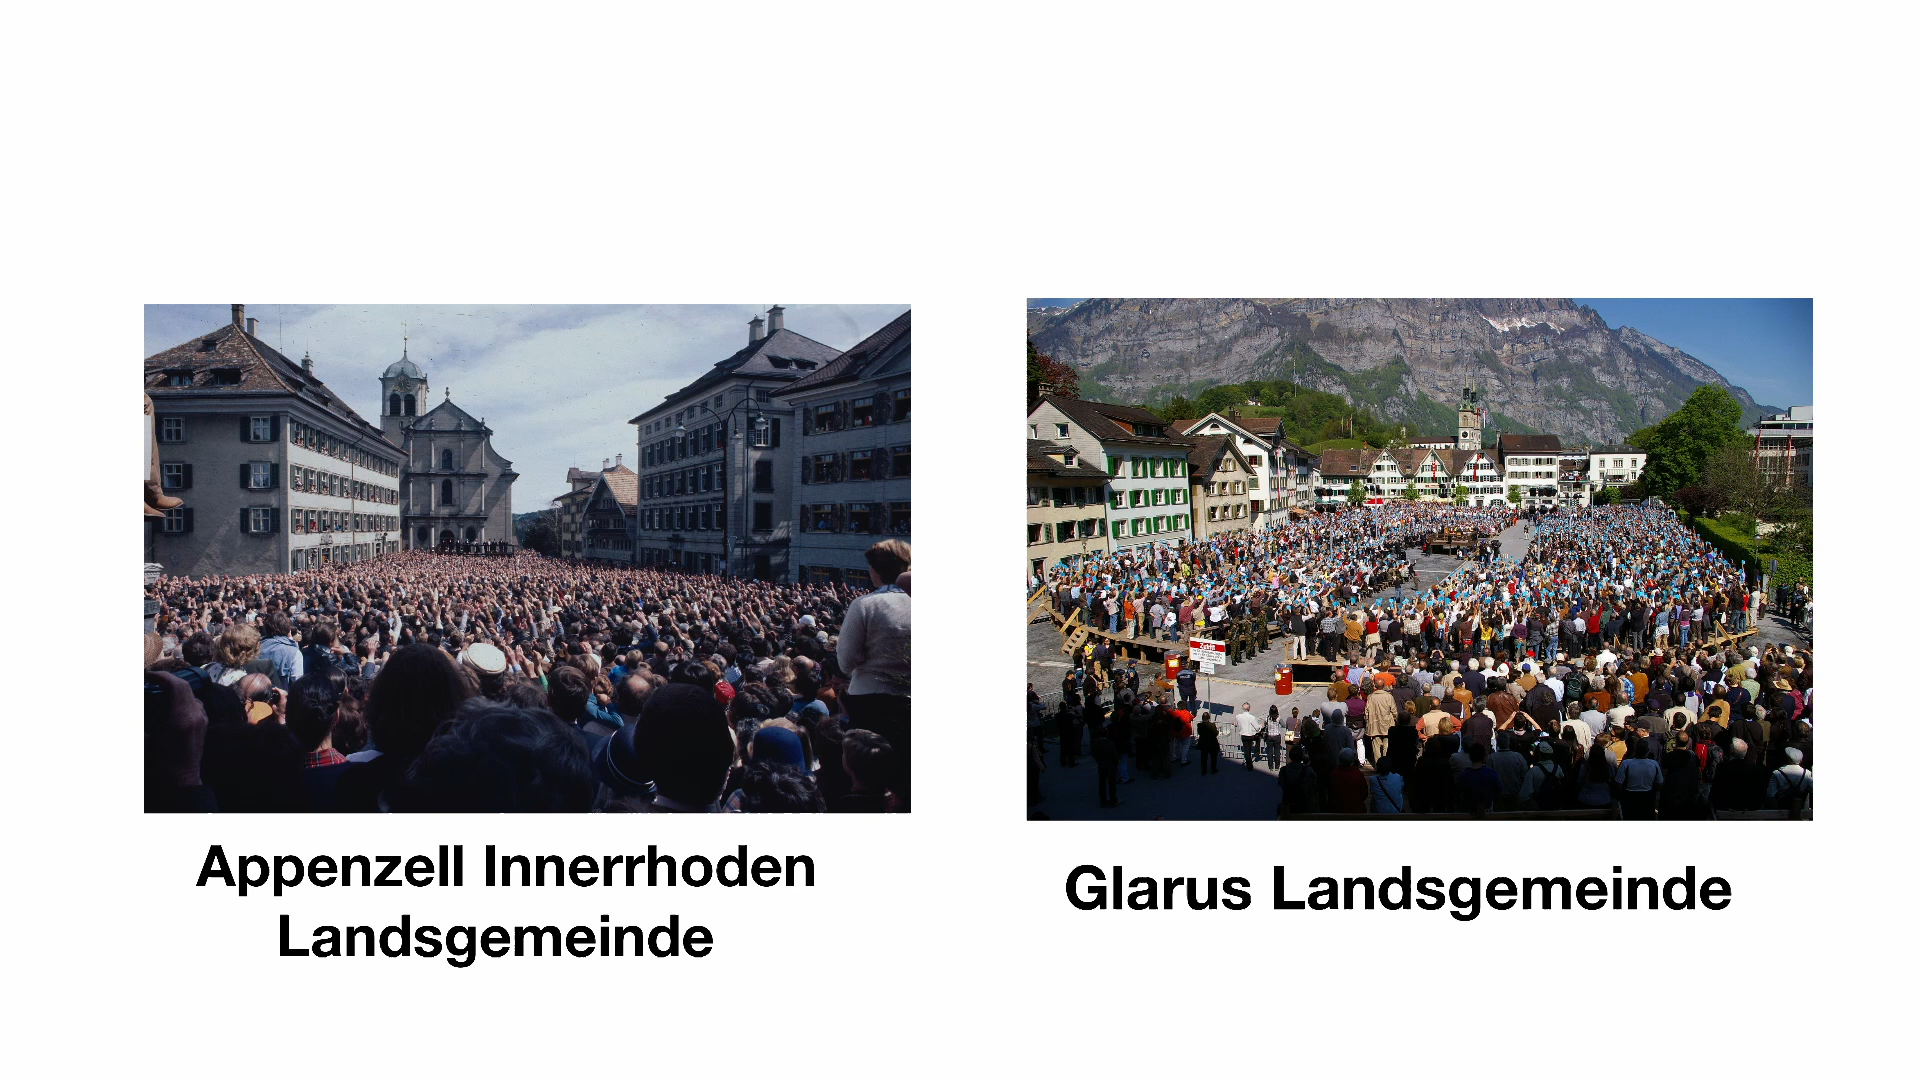 Appenzell Innerrhoden
Landsgemeinde
Glarus Landsgemeinde